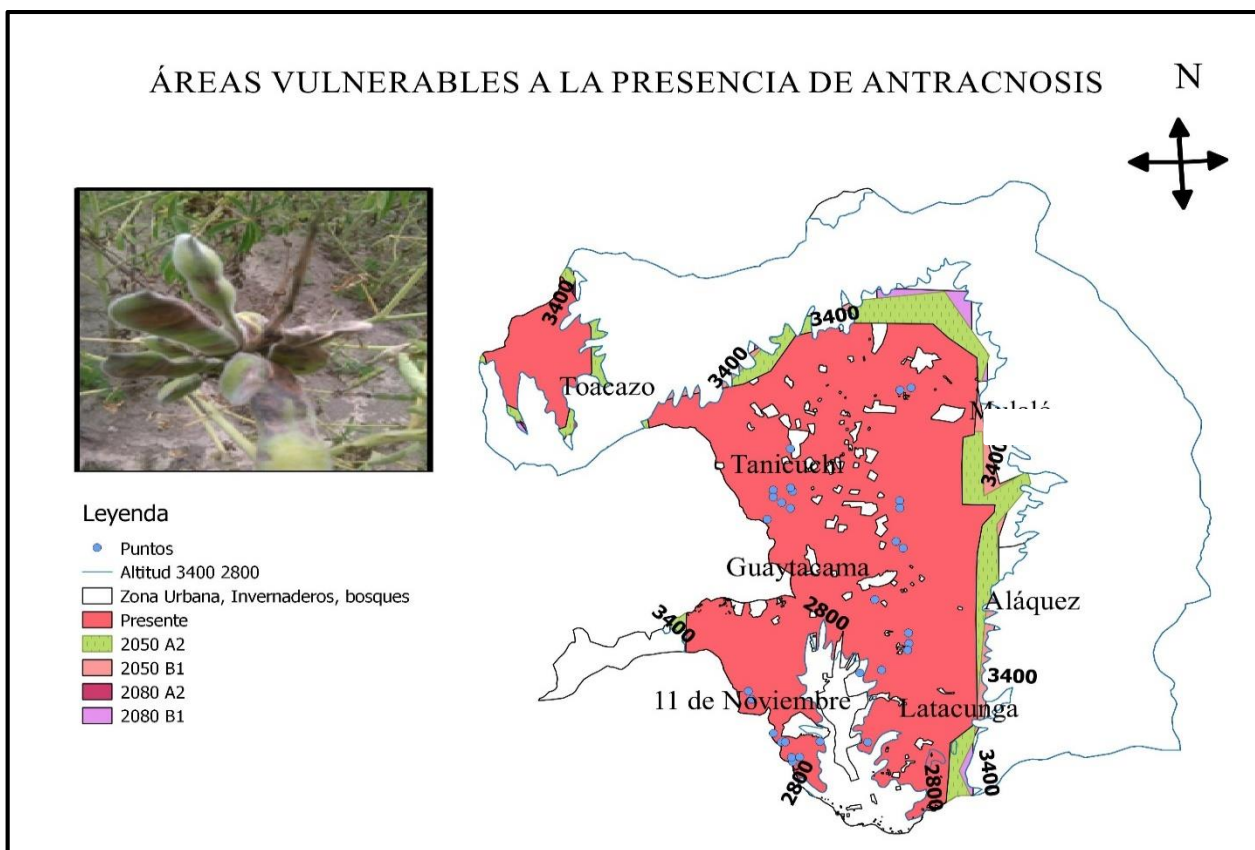 ÁREAS VULNERABLES A LA PRESENCIA DE ANTRACNOSIS
N
3400
3400
3400
Toacazo
Tanicuchí
3400
Guaytacama
2800
Aláquez
3400
3400
11 de Noviembre
Latacunga
2800
2800
3400
Leyenda
Puntos
Altitud 3400 2800
Zona Urbana, Invernaderos, bosques
Presente
2050 A2
2050 B1
2080 A2
2080 B1